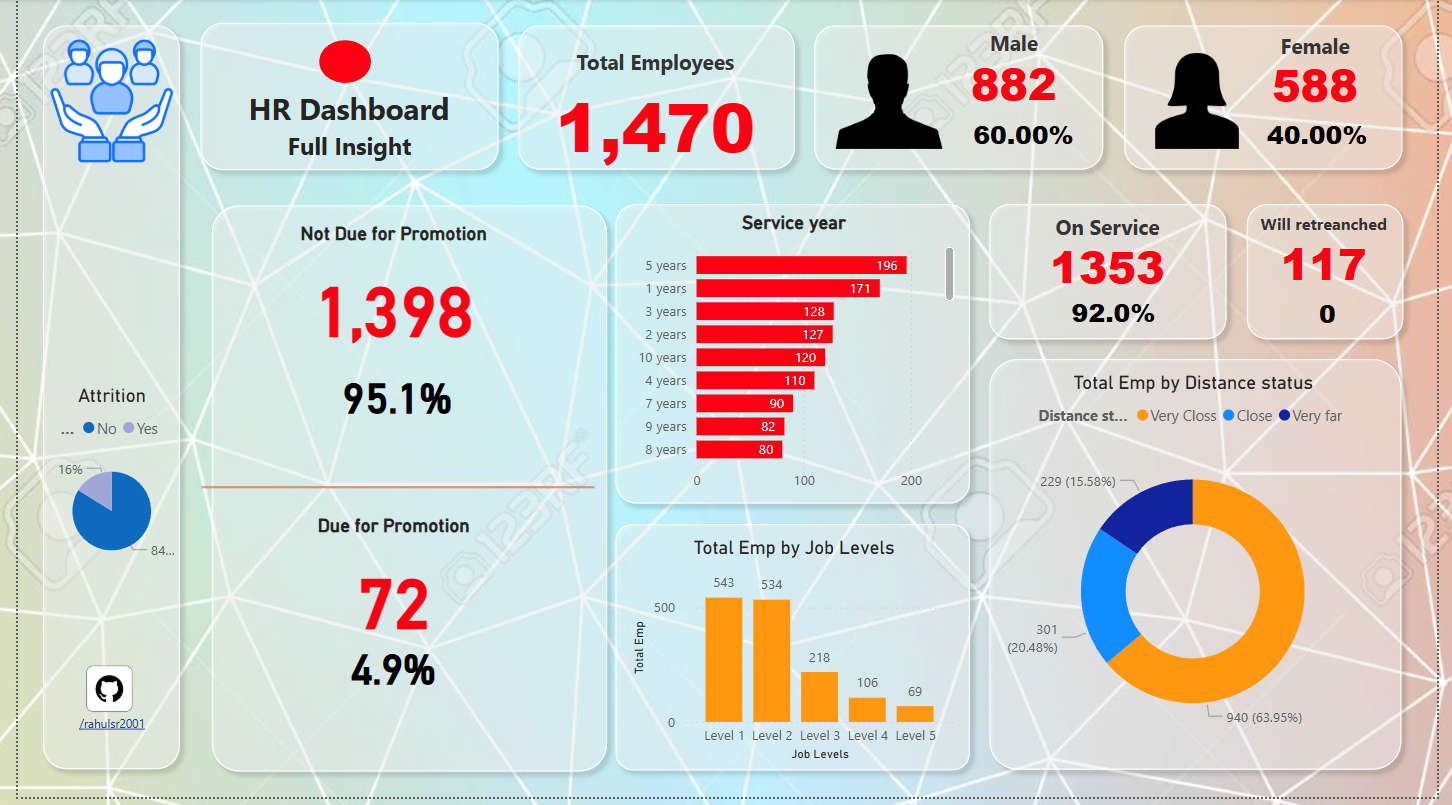 HR Dashboard
Full Insight
Total Employees
1,470
Male
882
60.00%
Female
588
40.00%
Attrition
... No Yes
16%
84...
/rahulsr2001
Not Due for Promotion
1,398
95.1%
Due for Promotion
72
4.9%
Service year
5 years 196
1 years 171
3 years 128
2 years 127
10 years 120
4 years 110
7 years 90
9 years 82
8 years 80
0 100 200
Total Emp by Job Levels
Total Emp
500
0
543
534
218
106
69
Level 1 Level 2 Level 3 Level 4 Level 5
Job Levels
On Service
1353
92.0%
Will retreanched
117
0
Total Emp by Distance status
Distance st... Very Closs Close Very far
229 (15.58%)
301
(20.48%)
940 (63.95%)
123RF